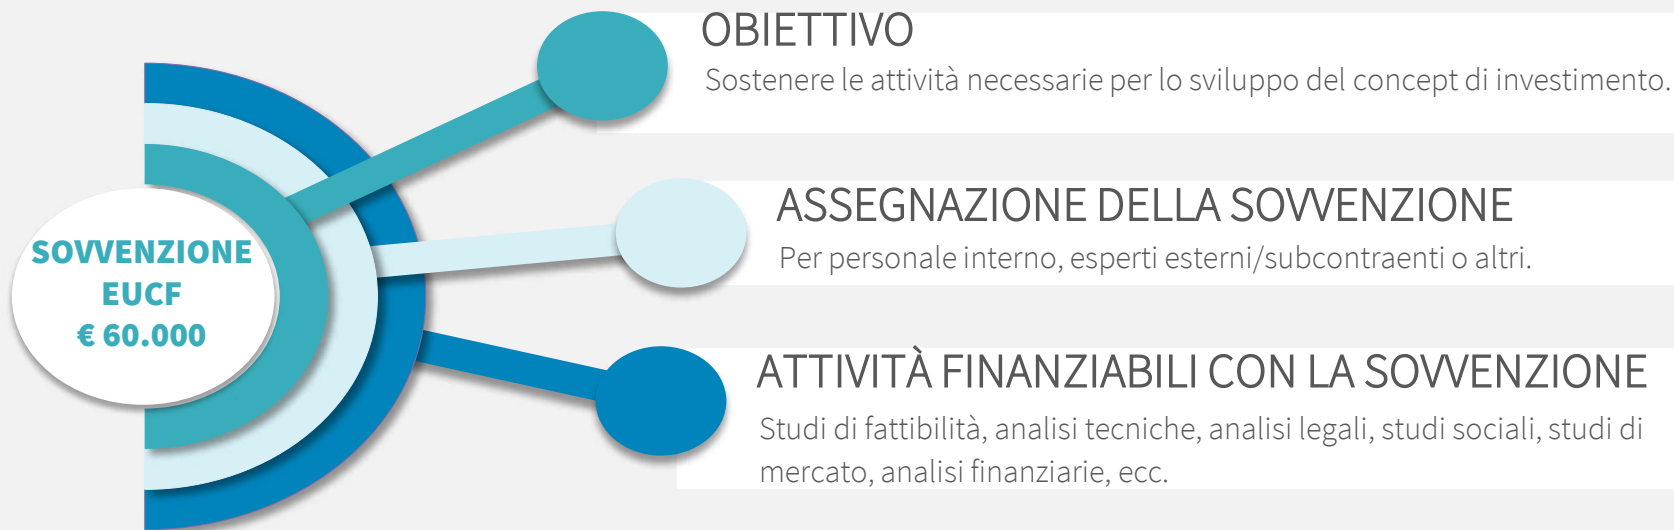 SOVVENZIONE
EUCF
€ 60.000
OBIETTIVO
Sostenere le attività necessarie per lo sviluppo del concept di investimento.
ASSEGNAZIONE DELLA SOVVENZIONE
Per personale interno, esperti esterni/subcontraenti o altri.
ATTIVITÀ FINANZIABILI CON LA SOVVENZIONE
Studi di fattibilità, analisi tecniche, analisi legali, studi sociali, studi di
mercato, analisi finanziarie, ecc.